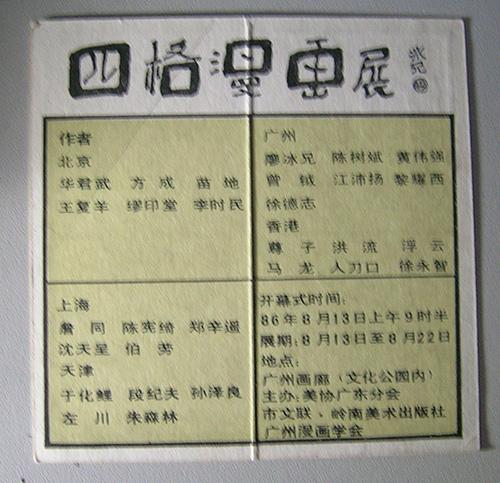 四格漫画展
作者
北京
华君武 方成 苗地
王复羊 缪印堂 李时民
广州
廖冰兄 陈树斌 黄伟强
曾钺 江沛扬 黎耀西
徐德志
香港
尊子 洪流 浮云
马龙 人刀口 徐永智
上海
詹同 陈宪绮 郑辛遥
沈天呈 伯劳
天津
于化鲤 段纪夫 孙泽良
左川 朱森林
开幕式时间：
86年8月13日上午9时半
展期：8月13日至8月22日
地点：
广州画廊（文化公园内）
主办：美协广东分会
市文联、岭南美术出版社
广州漫画学会